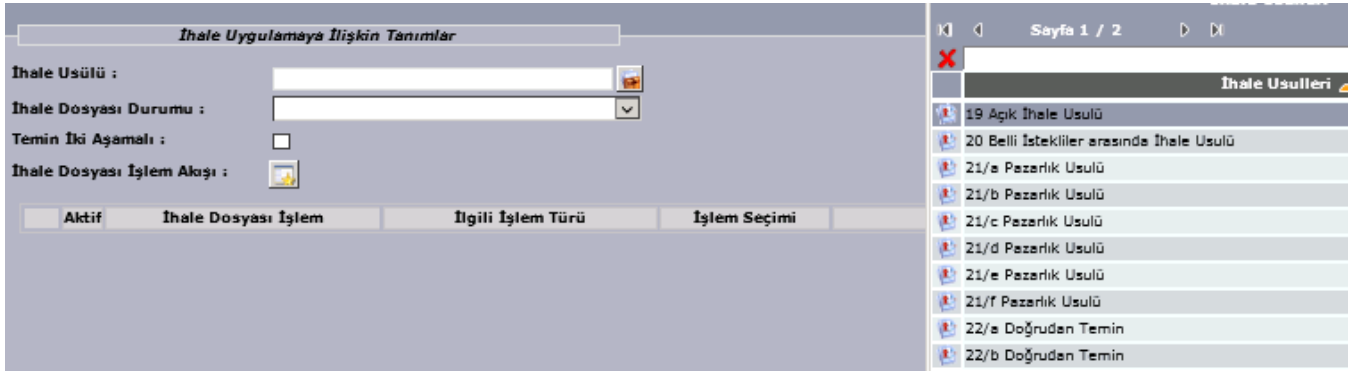 İhale Uygulamaya İlişkin Tanımlar
İhale Usülü :
İhale Dosyası Durumu :
Temin İki Aşamalı :
İhale Dosyası İşlem Akışı :
Aktif İhale Dosyası İşlem İlgili İşlem Türü İşlem Seçimi
Sayfa 1 / 2
İhale Usulleri
19 Açık İhale Usulü
20 Belli İstekliler arasında İhale Usulü
21/a Pazarlık Usulü
21/b Pazarlık Usulü
21/c Pazarlık Usulü
21/d Pazarlık Usulü
21/e Pazarlık Usulü
21/f Pazarlık Usulü
22/a Doğrudan Temin
22/b Doğrudan Temin